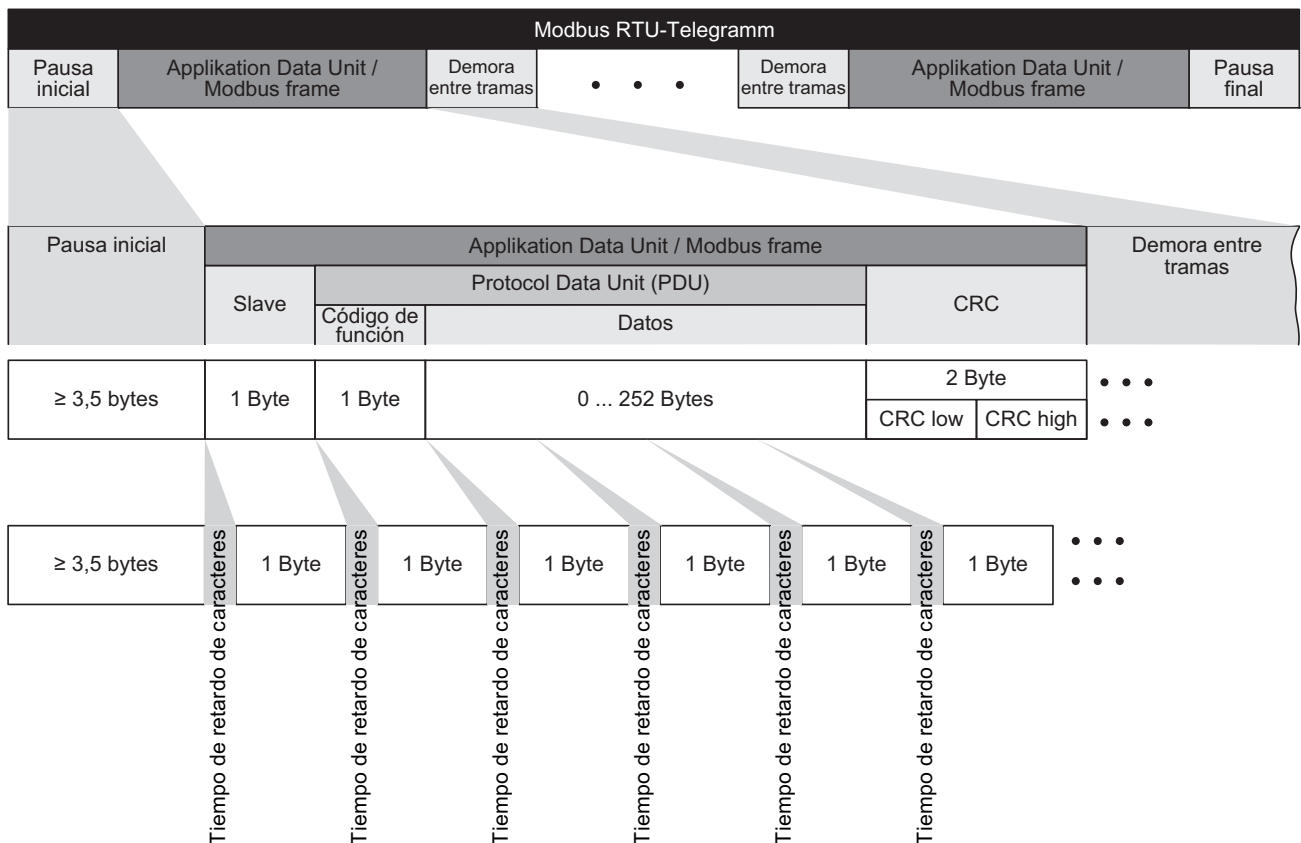 Modbus RTU-Telegramm
Pausa
inicial
Applikation Data Unit /
Modbus frame
Demora
entre tramas
• • •
Demora
entre tramas
Applikation Data Unit /
Modbus frame
Pausa
final
Pausa inicial
Applikation Data Unit / Modbus frame
Demora entre
tramas
Slave
Protocol Data Unit (PDU)
CRC
Código de
función
Datos
≥ 3,5 bytes
1 Byte
1 Byte
0 ... 252 Bytes
2 Byte
• • •
CRC low
CRC high
• • •
≥ 3,5 bytes
Tiempo de retardo de caracteres
1 Byte
Tiempo de retardo de caracteres
1 Byte
Tiempo de retardo de caracteres
1 Byte
Tiempo de retardo de caracteres
1 Byte
Tiempo de retardo de caracteres
1 Byte
Tiempo de retardo de caracteres
1 Byte
• • •
• • •